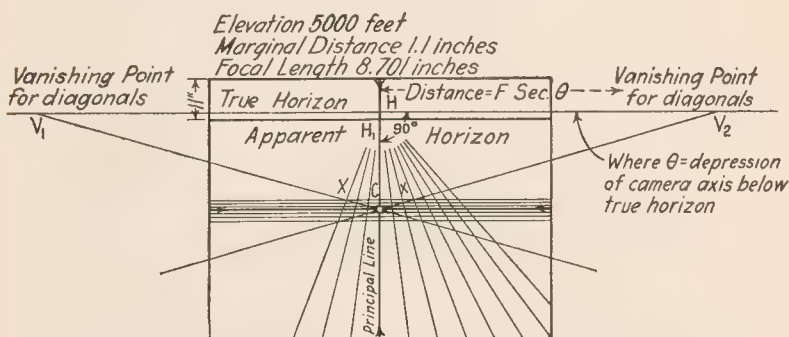 Elevation 5000 feet
Marginal Distance 1.1 inches
Focal Length 8.701 inches
Vanishing Point
for diagonals
V1
1.1"
True Horizon
H
Distance=F Sec. θ
Vanishing Point
for diagonals
V2
Apparent
H1
90°
Horizon
Where θ=depression
of camera axis below
true horizon
X
C
x
Principal Line